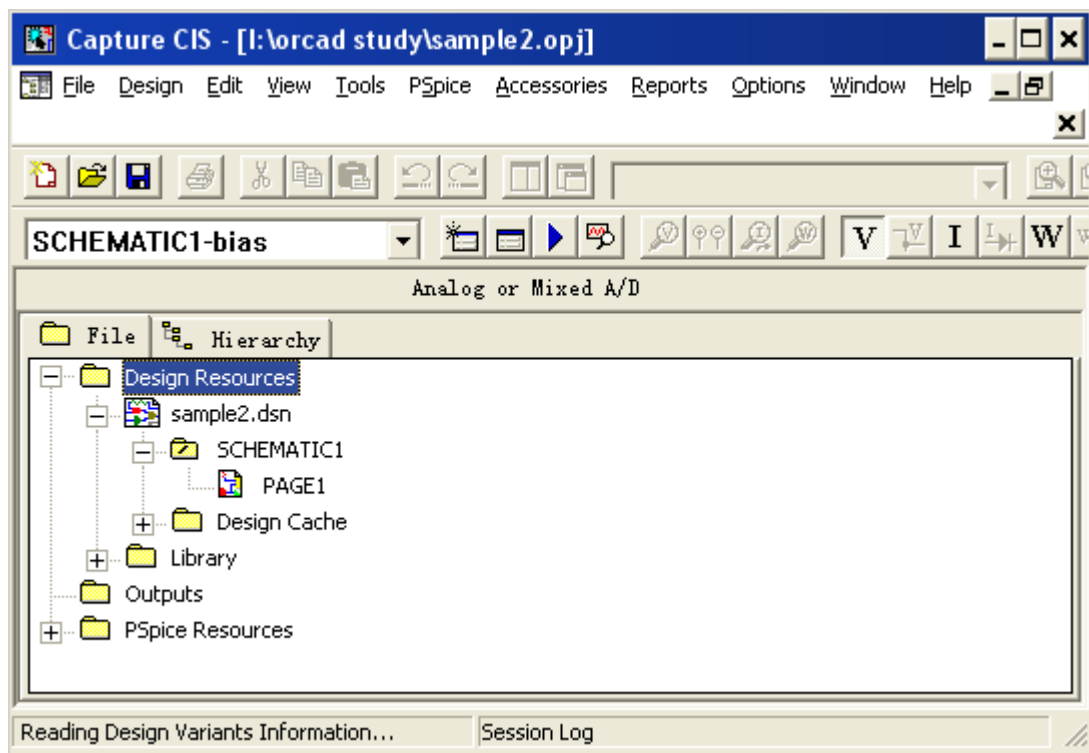 Capture CIS - [I:\orcad study\sample2.opj]
File Design Edit View Tools PSpice Accessories Reports Options Window Help
SCHEMATIC1-bias V V I I W W
Analog or Mixed A/D
File Hierarchy
Design Resources
sample2.dsn
SCHEMATIC1
PAGE1
Design Cache
Library
Outputs
PSpice Resources
Reading Design Variants Information... Session Log